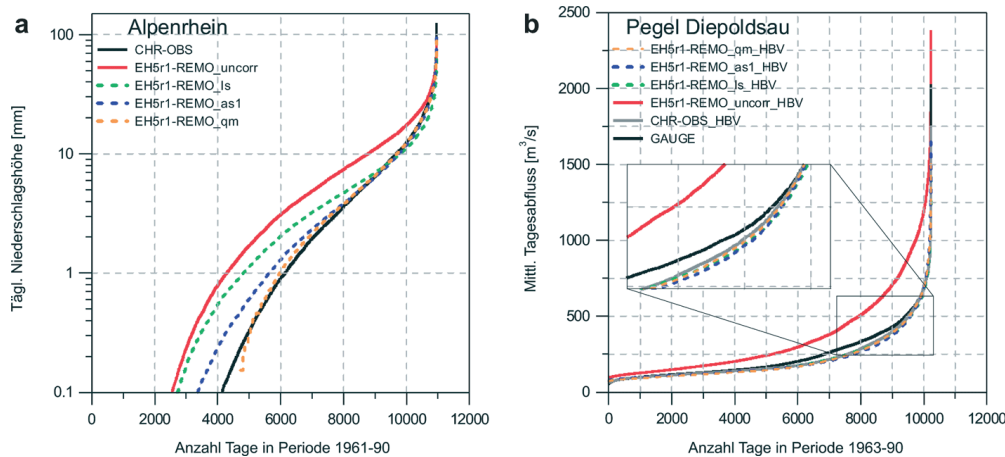 a
Alpenrhein
CHR-OBS
EH5r1-REMO_uncorr
EH5r1-REMO_ls
EH5r1-REMO_as1
EH5r1-REMO_qm
Tägl. Niederschlagshöhe [mm]
100
10
1
0.1
0 2000 4000 6000 8000 10000 12000
Anzahl Tage in Periode 1961-90
b
Pegel Diepoldsau
EH5r1-REMO_qm_HBV
EH5r1-REMO_as1_HBV
EH5r1-REMO_ls_HBV
EH5r1-REMO_uncorr_HBV
CHR-OBS_HBV
GAUGE
Mittl. Tagesabfluss [m³/s]
2500
2000
1500
1000
500
0
0 2000 4000 6000 8000 10000 12000
Anzahl Tage in Periode 1963-90